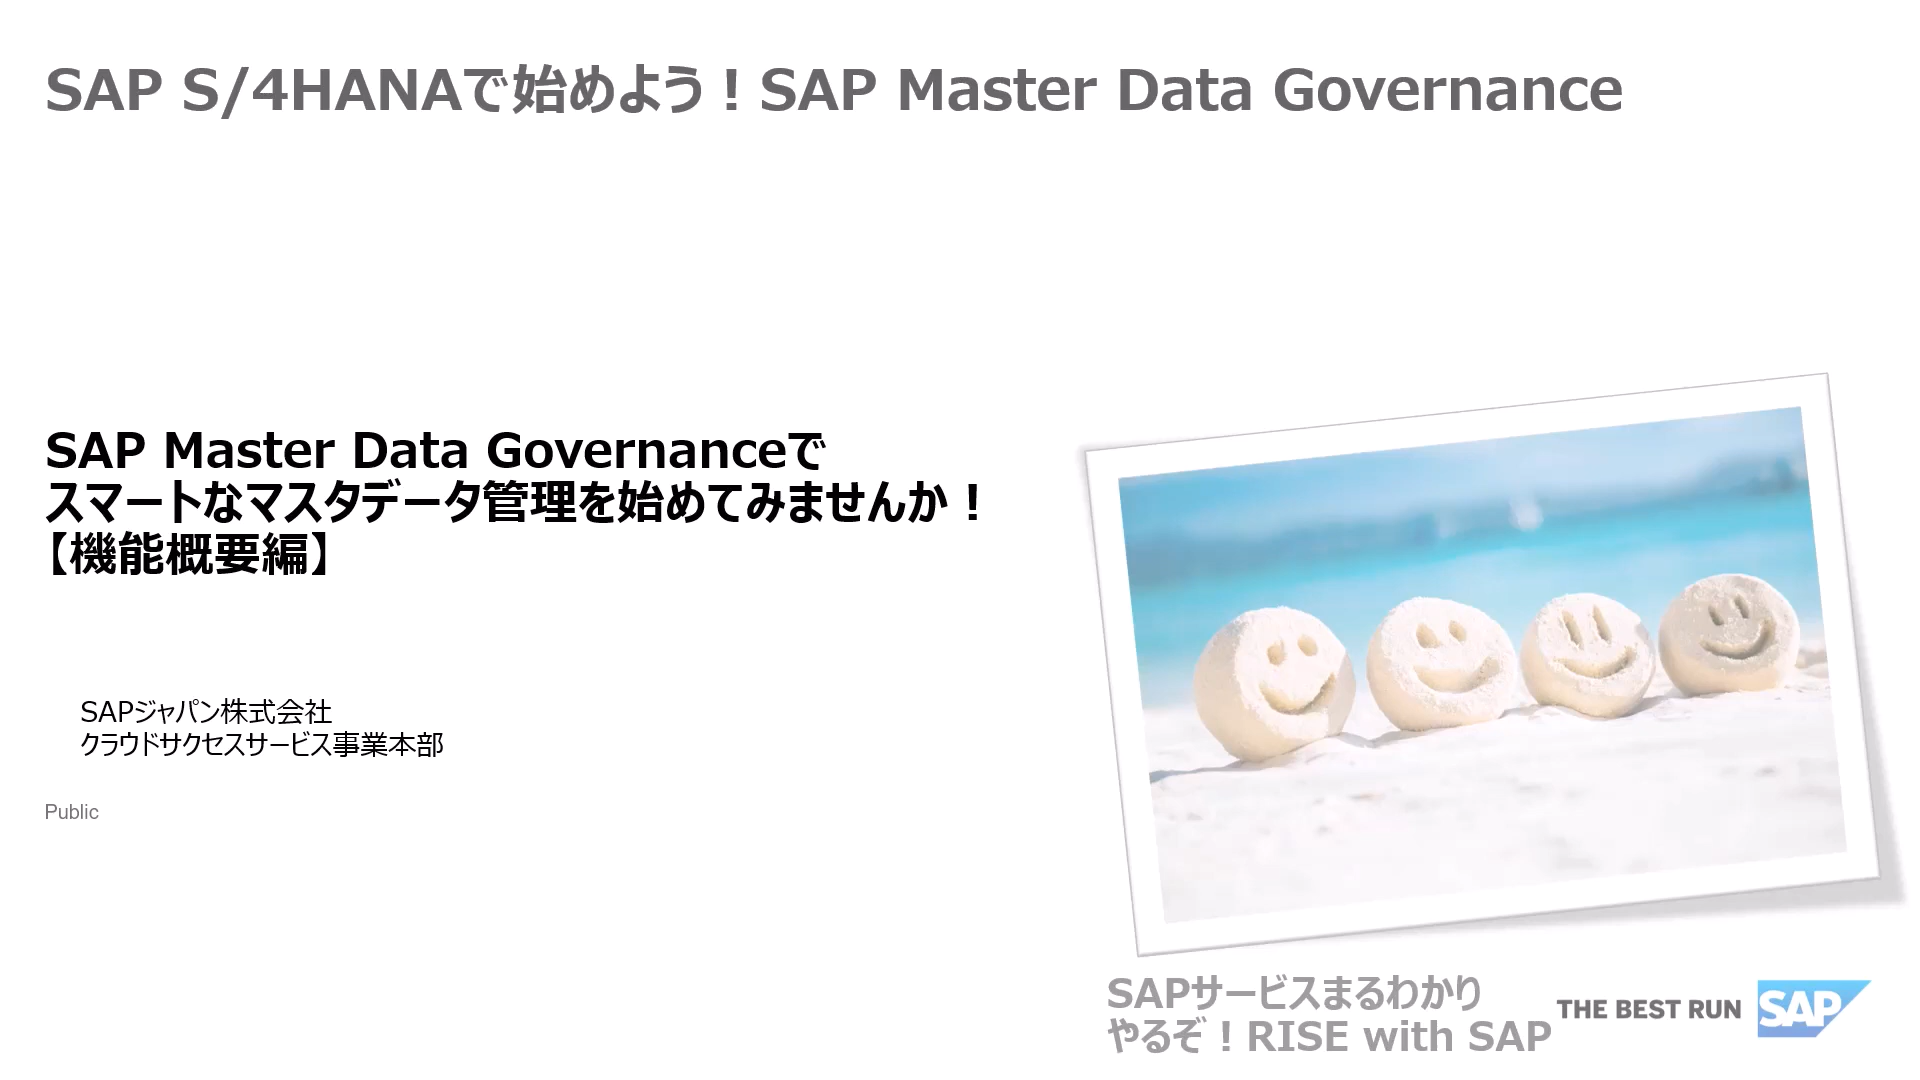 SAP S/4HANAで始めよう！SAP Master Data Governance
SAP Master Data Governanceで
スマートなマスタデータ管理を始めてみませんか！
【機能概要編】
SAPジャパン株式会社
クラウドサクセスサービス事業本部
Public
SAPサービスまるわかり
やるぞ！RISE with SAP
THE BEST RUN SAP